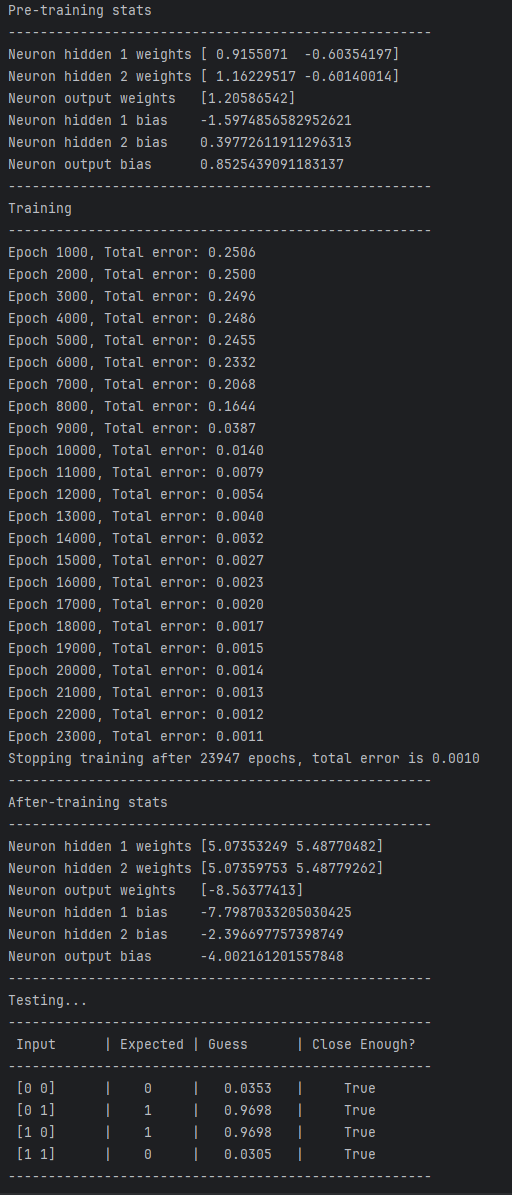 Pre-training stats
-----------------------------------------------------
Neuron hidden 1 weights [ 0.9155071  -0.60354197]
Neuron hidden 2 weights [ 1.16229517 -0.60140014]
Neuron output weights   [1.20586542]
Neuron hidden 1 bias    -1.5974856582952621
Neuron hidden 2 bias    0.39772611911296313
Neuron output bias      0.8525439091183137
-----------------------------------------------------
Training
-----------------------------------------------------
Epoch 1000, Total error: 0.2506
Epoch 2000, Total error: 0.2500
Epoch 3000, Total error: 0.2496
Epoch 4000, Total error: 0.2486
Epoch 5000, Total error: 0.2455
Epoch 6000, Total error: 0.2332
Epoch 7000, Total error: 0.2068
Epoch 8000, Total error: 0.1644
Epoch 9000, Total error: 0.0387
Epoch 10000, Total error: 0.0140
Epoch 11000, Total error: 0.0079
Epoch 12000, Total error: 0.0054
Epoch 13000, Total error: 0.0040
Epoch 14000, Total error: 0.0032
Epoch 15000, Total error: 0.0027
Epoch 16000, Total error: 0.0023
Epoch 17000, Total error: 0.0020
Epoch 18000, Total error: 0.0017
Epoch 19000, Total error: 0.0015
Epoch 20000, Total error: 0.0014
Epoch 21000, Total error: 0.0013
Epoch 22000, Total error: 0.0012
Epoch 23000, Total error: 0.0011
Stopping training after 23947 epochs, total error is 0.0010
-----------------------------------------------------
After-training stats
-----------------------------------------------------
Neuron hidden 1 weights [5.07353249 5.48770482]
Neuron hidden 2 weights [5.07359753 5.48779262]
Neuron output weights   [-8.56377413]
Neuron hidden 1 bias    -7.7987033205030425
Neuron hidden 2 bias    -2.396697757398749
Neuron output bias      -4.002161201557848
-----------------------------------------------------
Testing...
-----------------------------------------------------
 Input      | Expected | Guess      | Close Enough?
-----------------------------------------------------
 [0 0]      |    0     |   0.0353   |     True
 [0 1]      |    1     |   0.9698   |     True
 [1 0]      |    1     |   0.9698   |     True
 [1 1]      |    0     |   0.0305   |     True
-----------------------------------------------------